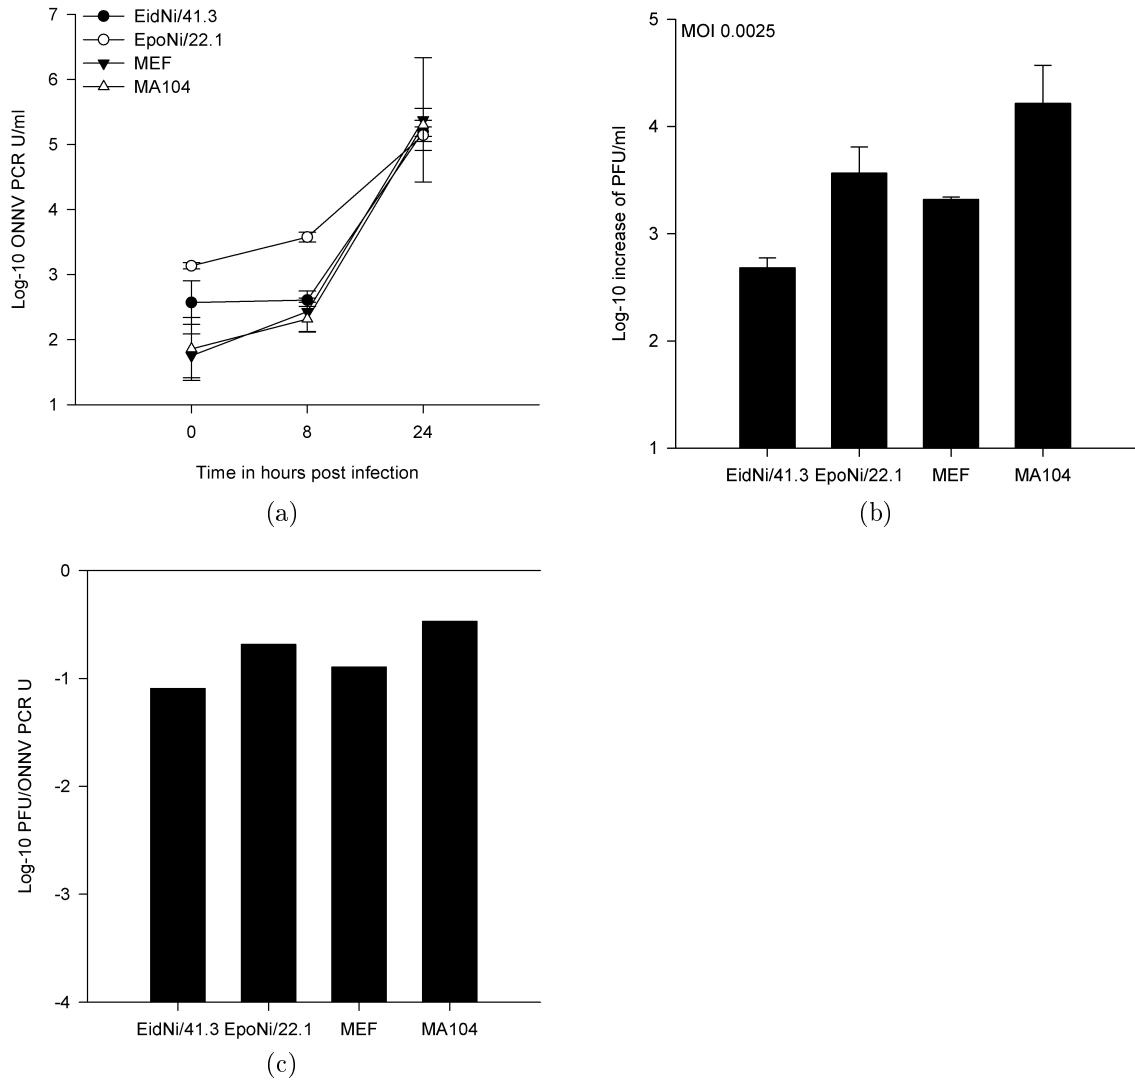 7
6
5
4
3
2
1
Log-10 ONNV PCR U/ml
EidNi/41.3
EpoNi/22.1
MEF
MA104
0 8 24
Time in hours post infection
(a)
5
4
3
2
1
Log-10 increase of PFU/ml
MOI 0.0025
EidNi/41.3 EpoNi/22.1 MEF MA104
(b)
0
-1
-2
-3
-4
Log-10 PFU/ONNV PCR U
EidNi/41.3 EpoNi/22.1 MEF MA104
(c)